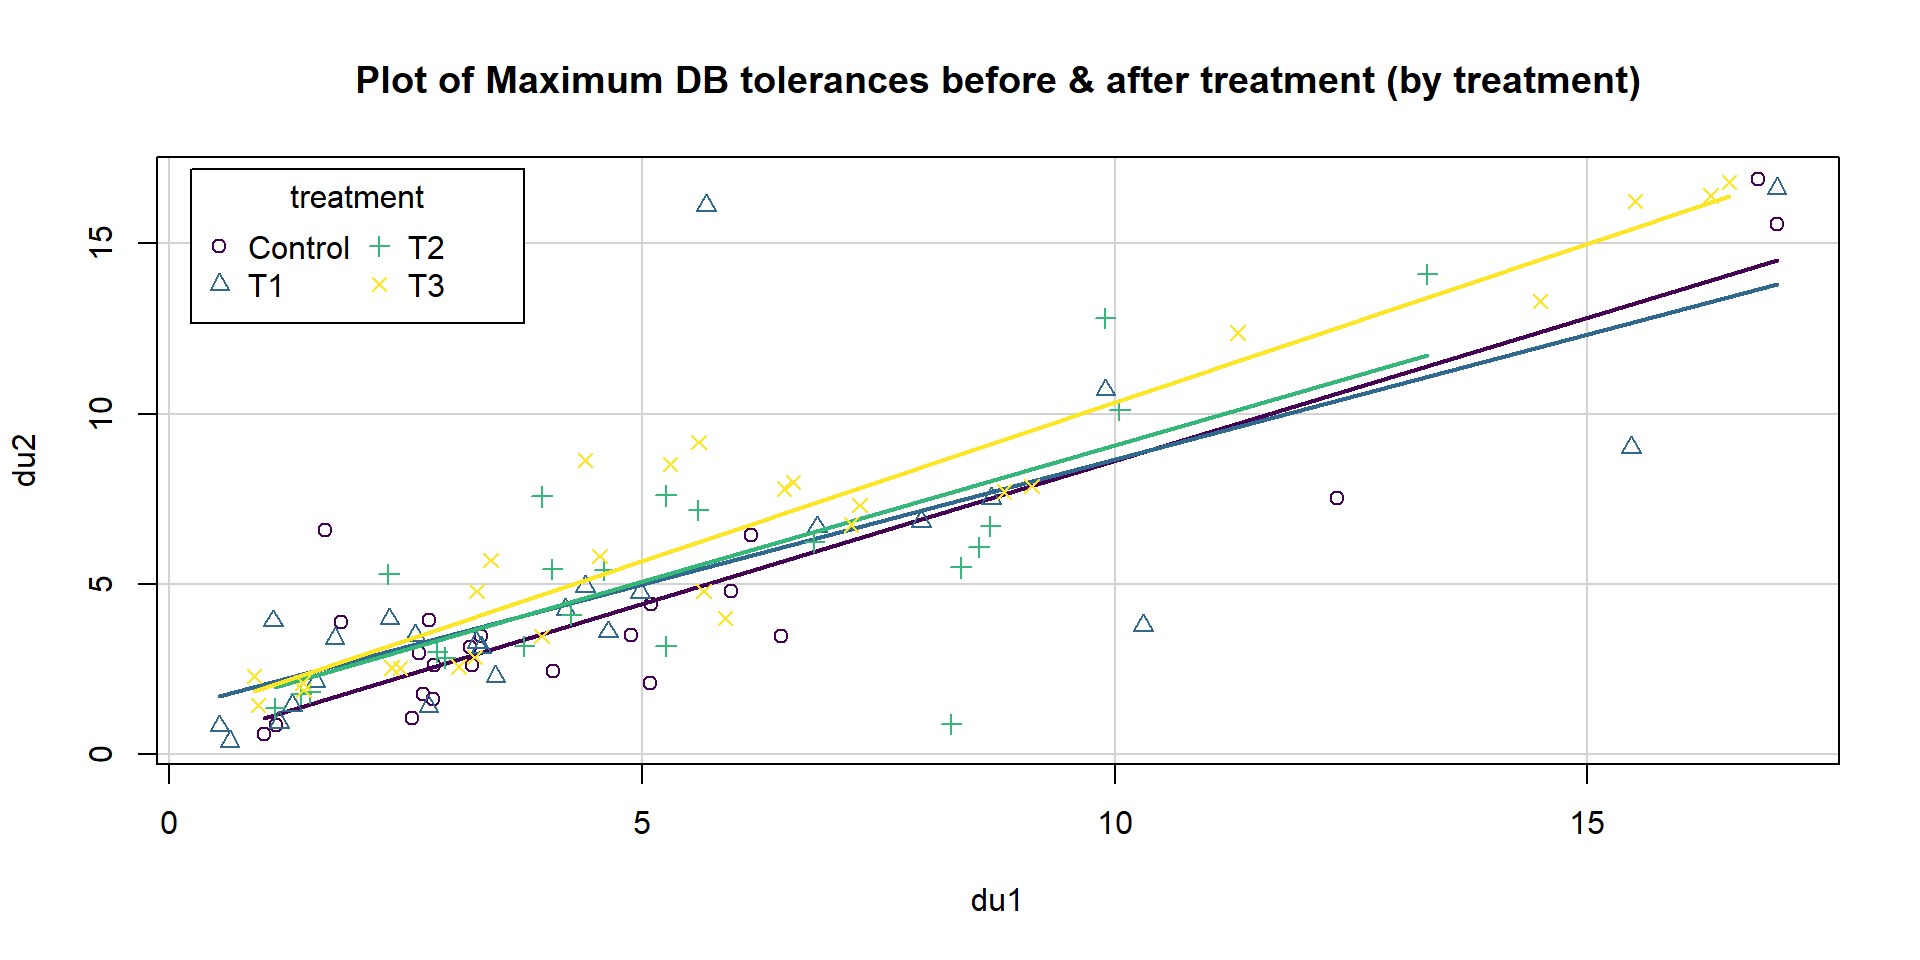 Plot of Maximum DB tolerances before & after treatment (by treatment)
treatment
Control
T2
T1
T3
du2
15
10
5
0
0
5
10
15
du1